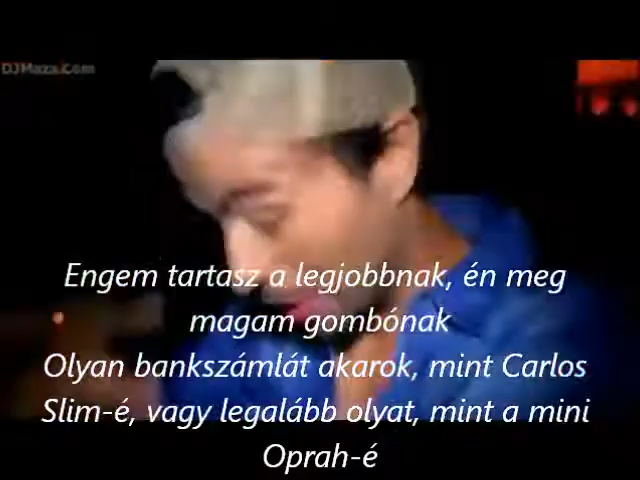 DJMaza.Com
Engem tartasz a legjobbnak, én meg
magam gombónak
Olyan bankszámlát akarok, mint Carlos
Slim-é, vagy legalább olyat, mint a mini
Oprah-é